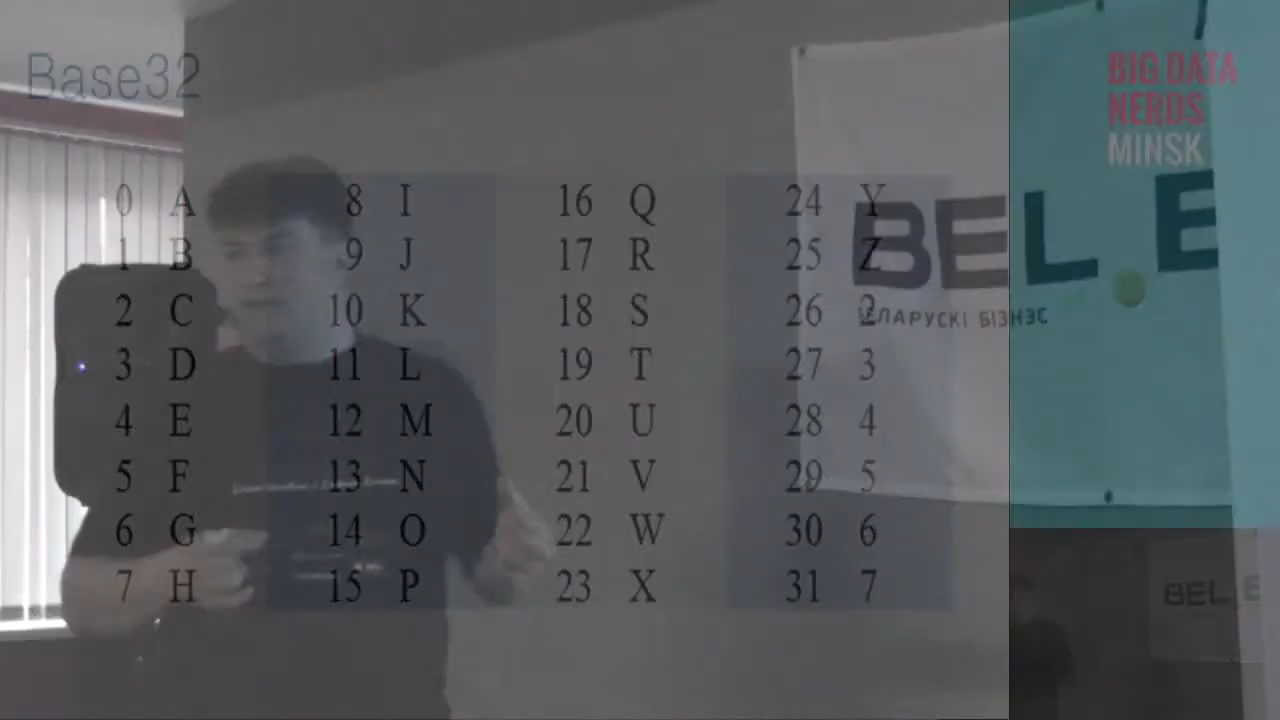 Base32
BIG DATA
NERDS
MINSK
0 A 8 I 16 Q 24 Y
1 B 9 J 17 R 25 Z
2 C 10 K 18 S 26 2
3 D 11 L 19 T 27 3
4 E 12 M 20 U 28 4
5 F 13 N 21 V 29 5
6 G 14 O 22 W 30 6
7 H 15 P 23 X 31 7
BEL.E
БЕЛАРУСКІ БІЗНЭС
BEL.E